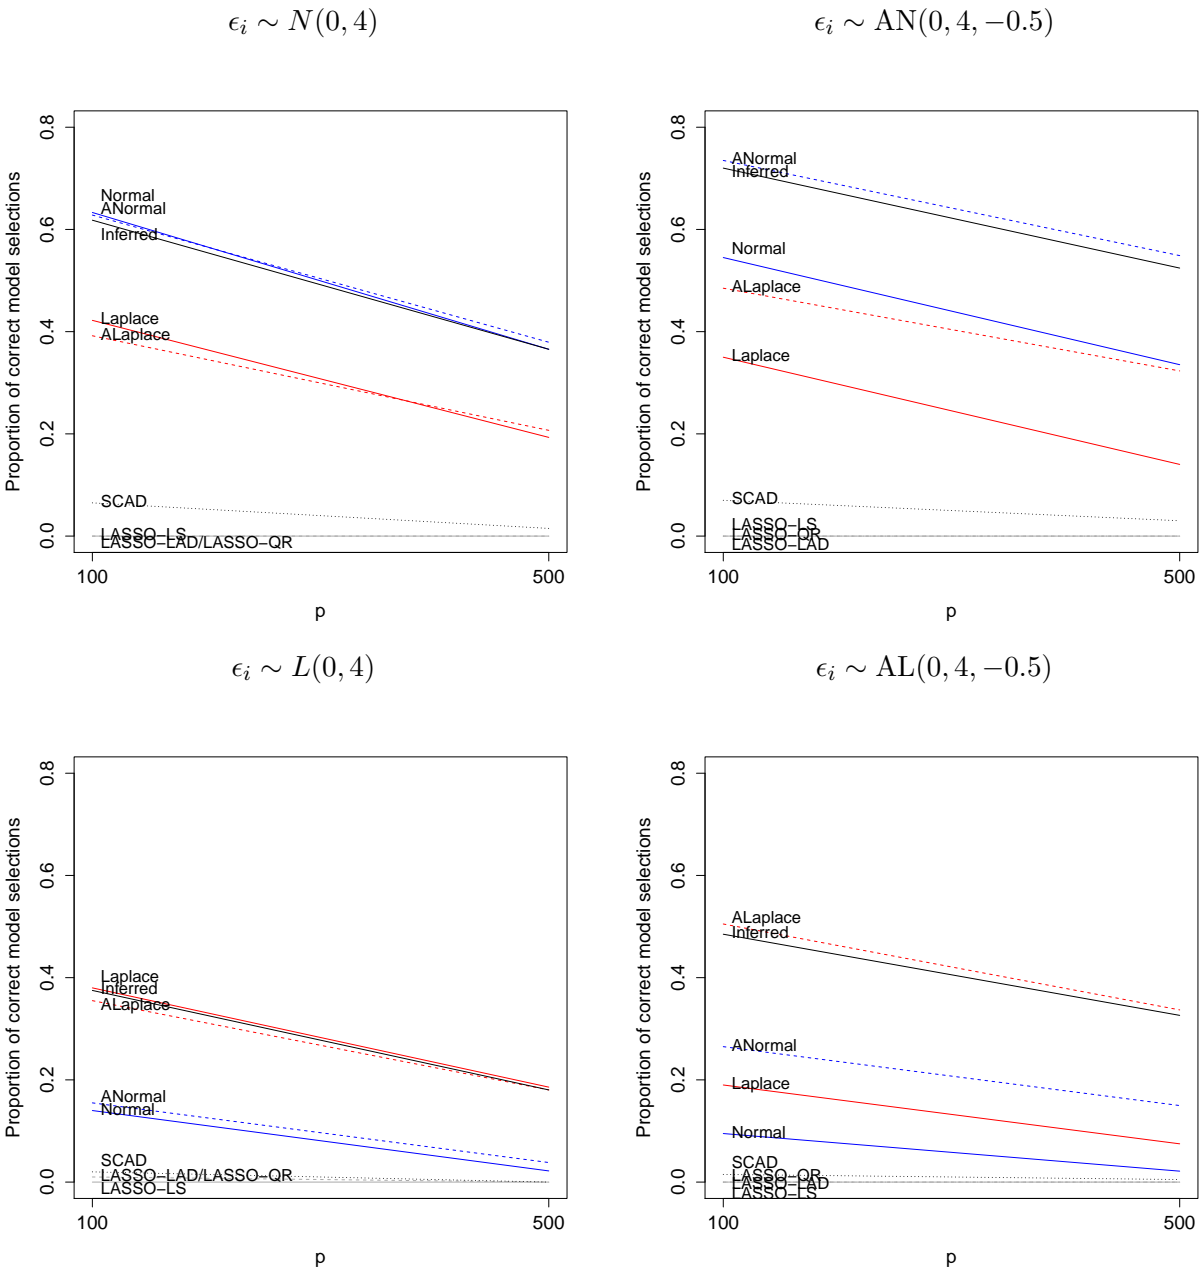 ϵi ∼ N(0, 4)
ϵi ∼ AN(0, 4, −0.5)
Proportion of correct model selections
0.8
0.6
0.4
0.2
0.0
Normal
ANormal
Inferred
Laplace
ALaplace
SCAD
LASSO−LS
LASSO−LAD/LASSO−QR
100
500
p
Proportion of correct model selections
0.8
0.6
0.4
0.2
0.0
ANormal
Inferred
Normal
ALaplace
Laplace
SCAD
LASSO−LS
LASSO−QR
LASSO−LAD
100
500
p
ϵi ∼ L(0, 4)
ϵi ∼ AL(0, 4, −0.5)
Proportion of correct model selections
0.8
0.6
0.4
0.2
0.0
Laplace
Inferred
ALaplace
ANormal
Normal
SCAD
LASSO−LAD/LASSO−QR
LASSO−LS
100
500
p
Proportion of correct model selections
0.8
0.6
0.4
0.2
0.0
ALaplace
Inferred
ANormal
Laplace
Normal
SCAD
LASSO−QR
LASSO−LAD
LASSO−LS
100
500
p